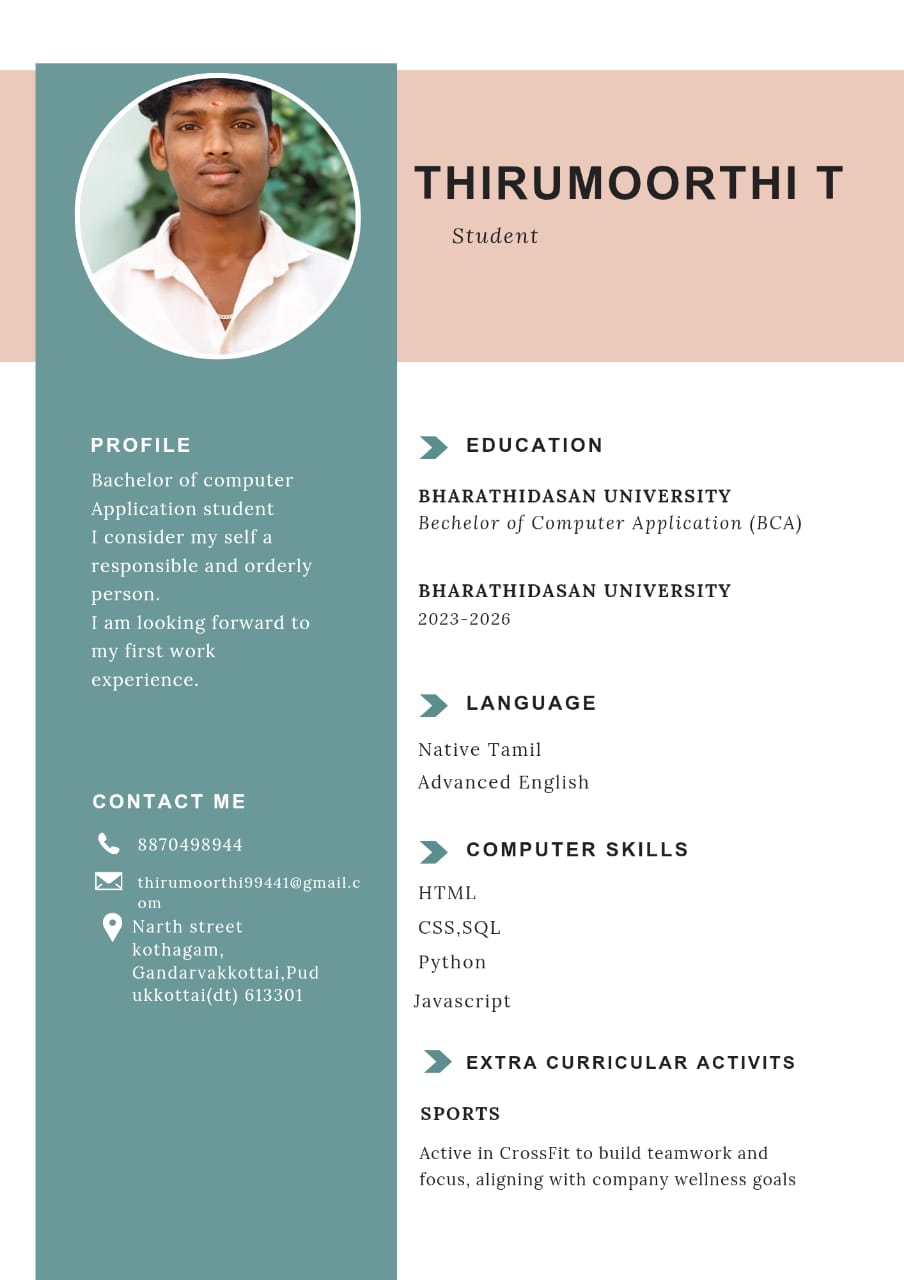 THIRUMOORTHI T
Student
PROFILE
Bachelor of computer
Application student
I consider my self a
responsible and orderly
person.
I am looking forward to
my first work
experience.
CONTACT ME
8870498944
thirumoorthi99441@gmail.c
om
Narth street
kothagam,
Gandarvakkottai,Pud
ukkottai(dt) 613301
EDUCATION
BHARATHIDASAN UNIVERSITY
Bechelor of Computer Application (BCA)
BHARATHIDASAN UNIVERSITY
2023-2026
LANGUAGE
Native Tamil
Advanced English
COMPUTER SKILLS
HTML
CSS,SQL
Python
Javascript
EXTRA CURRICULAR ACTIVITS
SPORTS
Active in CrossFit to build teamwork and
focus, aligning with company wellness goals